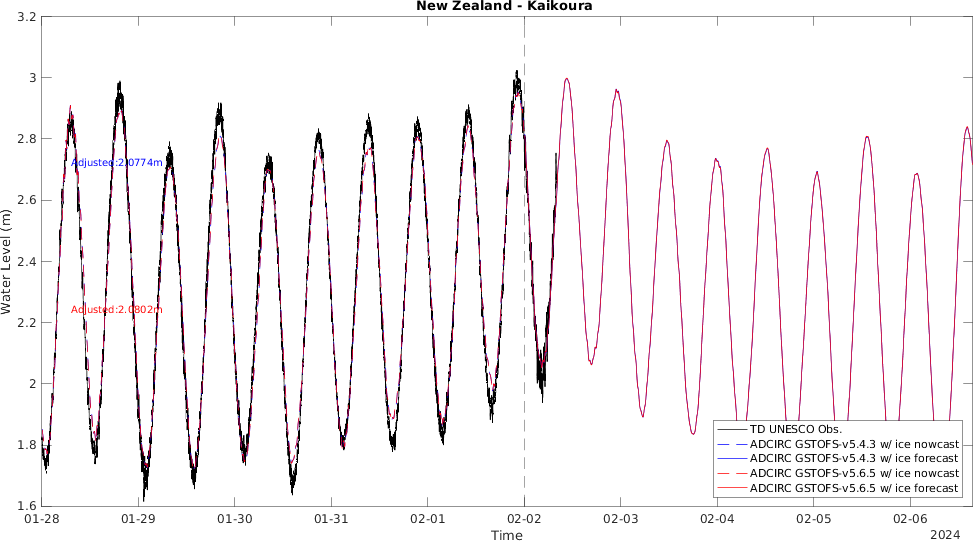 New Zealand - Kaikoura
3.2
3
2.8
2.6
2.4
2.2
2
1.8
1.6
Water Level (m)
Adjusted:2.0774m
Adjusted:2.0802m
TD UNESCO Obs.
ADCIRC GSTOFS-v5.4.3 w/ ice nowcast
ADCIRC GSTOFS-v5.4.3 w/ ice forecast
ADCIRC GSTOFS-v5.6.5 w/ ice nowcast
ADCIRC GSTOFS-v5.6.5 w/ ice forecast
01-28 01-29 01-30 01-31 02-01 02-02 02-03 02-04 02-05 02-06
Time
2024